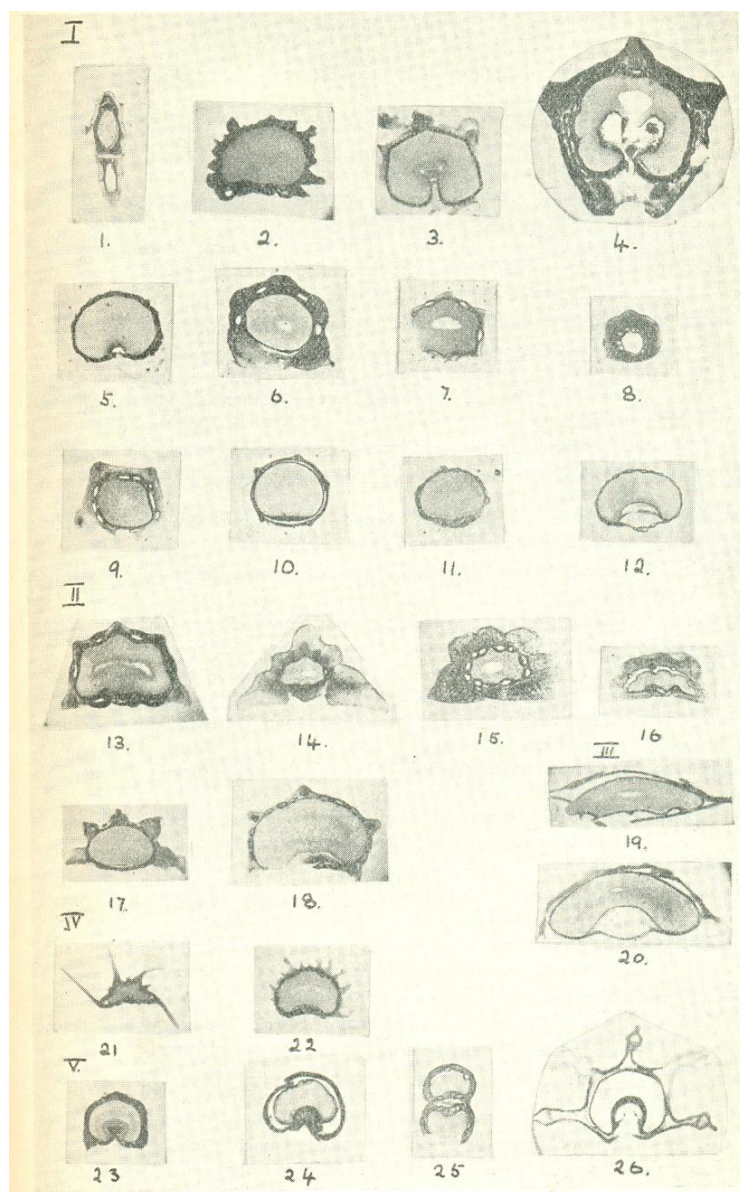 I
1. 2. 3. 4.
5. 6. 7. 8.
9. 10. 11. 12.
II
13. 14. 15. 16
III
17. 18. 19.
20.
IV
21 22
V.
23 24 25 26.